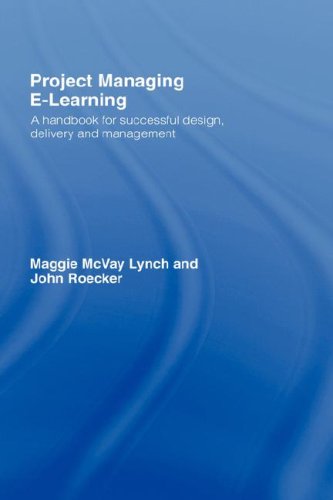 Project Managing
E-Learning
A handbook for successful design,
delivery and management
Maggie McVay Lynch and
John Roecker